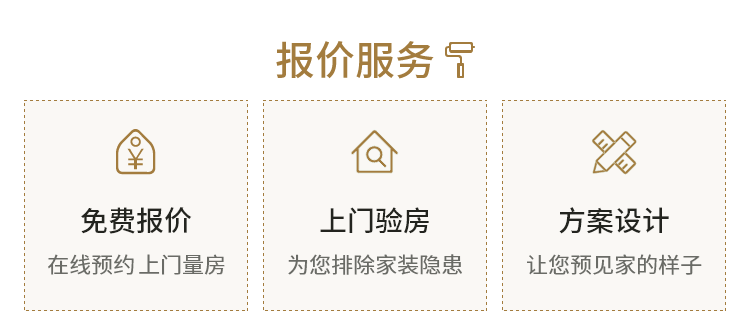 报价服务
免费报价
在线预约 上门量房
上门验房
为您排除家装隐患
方案设计
让您预见家的样子